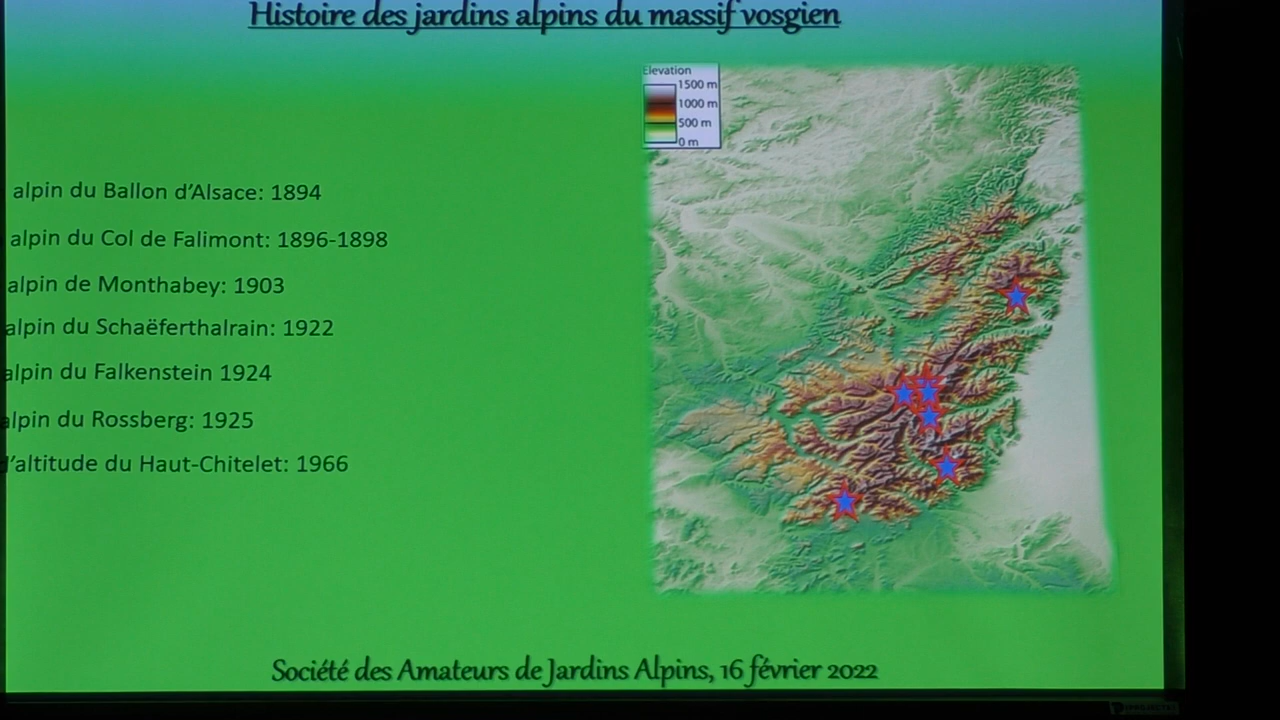 Histoire des jardins alpins du massif vosgien
Elevation
1500 m
1000 m
500 m
0 m
alpin du Ballon d’Alsace: 1894
alpin du Col de Falimont: 1896-1898
alpin de Monthabey: 1903
alpin du Schaëferthalrain: 1922
alpin du Falkenstein 1924
alpin du Rossberg: 1925
d’altitude du Haut-Chitelet: 1966
Société des Amateurs de Jardins Alpins, 16 février 2022